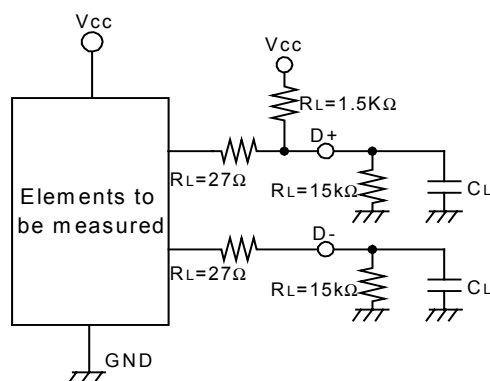 Vcc
Vcc
RL=1.5KΩ
D+
RL=27Ω
RL=15kΩ
CL
Elements to
be measured
D-
RL=27Ω
RL=15kΩ
CL
GND